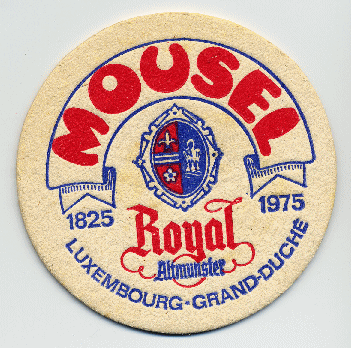 MOUSEL
1825 1975
Royal
Altmünster
LUXEMBOURG-GRAND-DUCHÉ